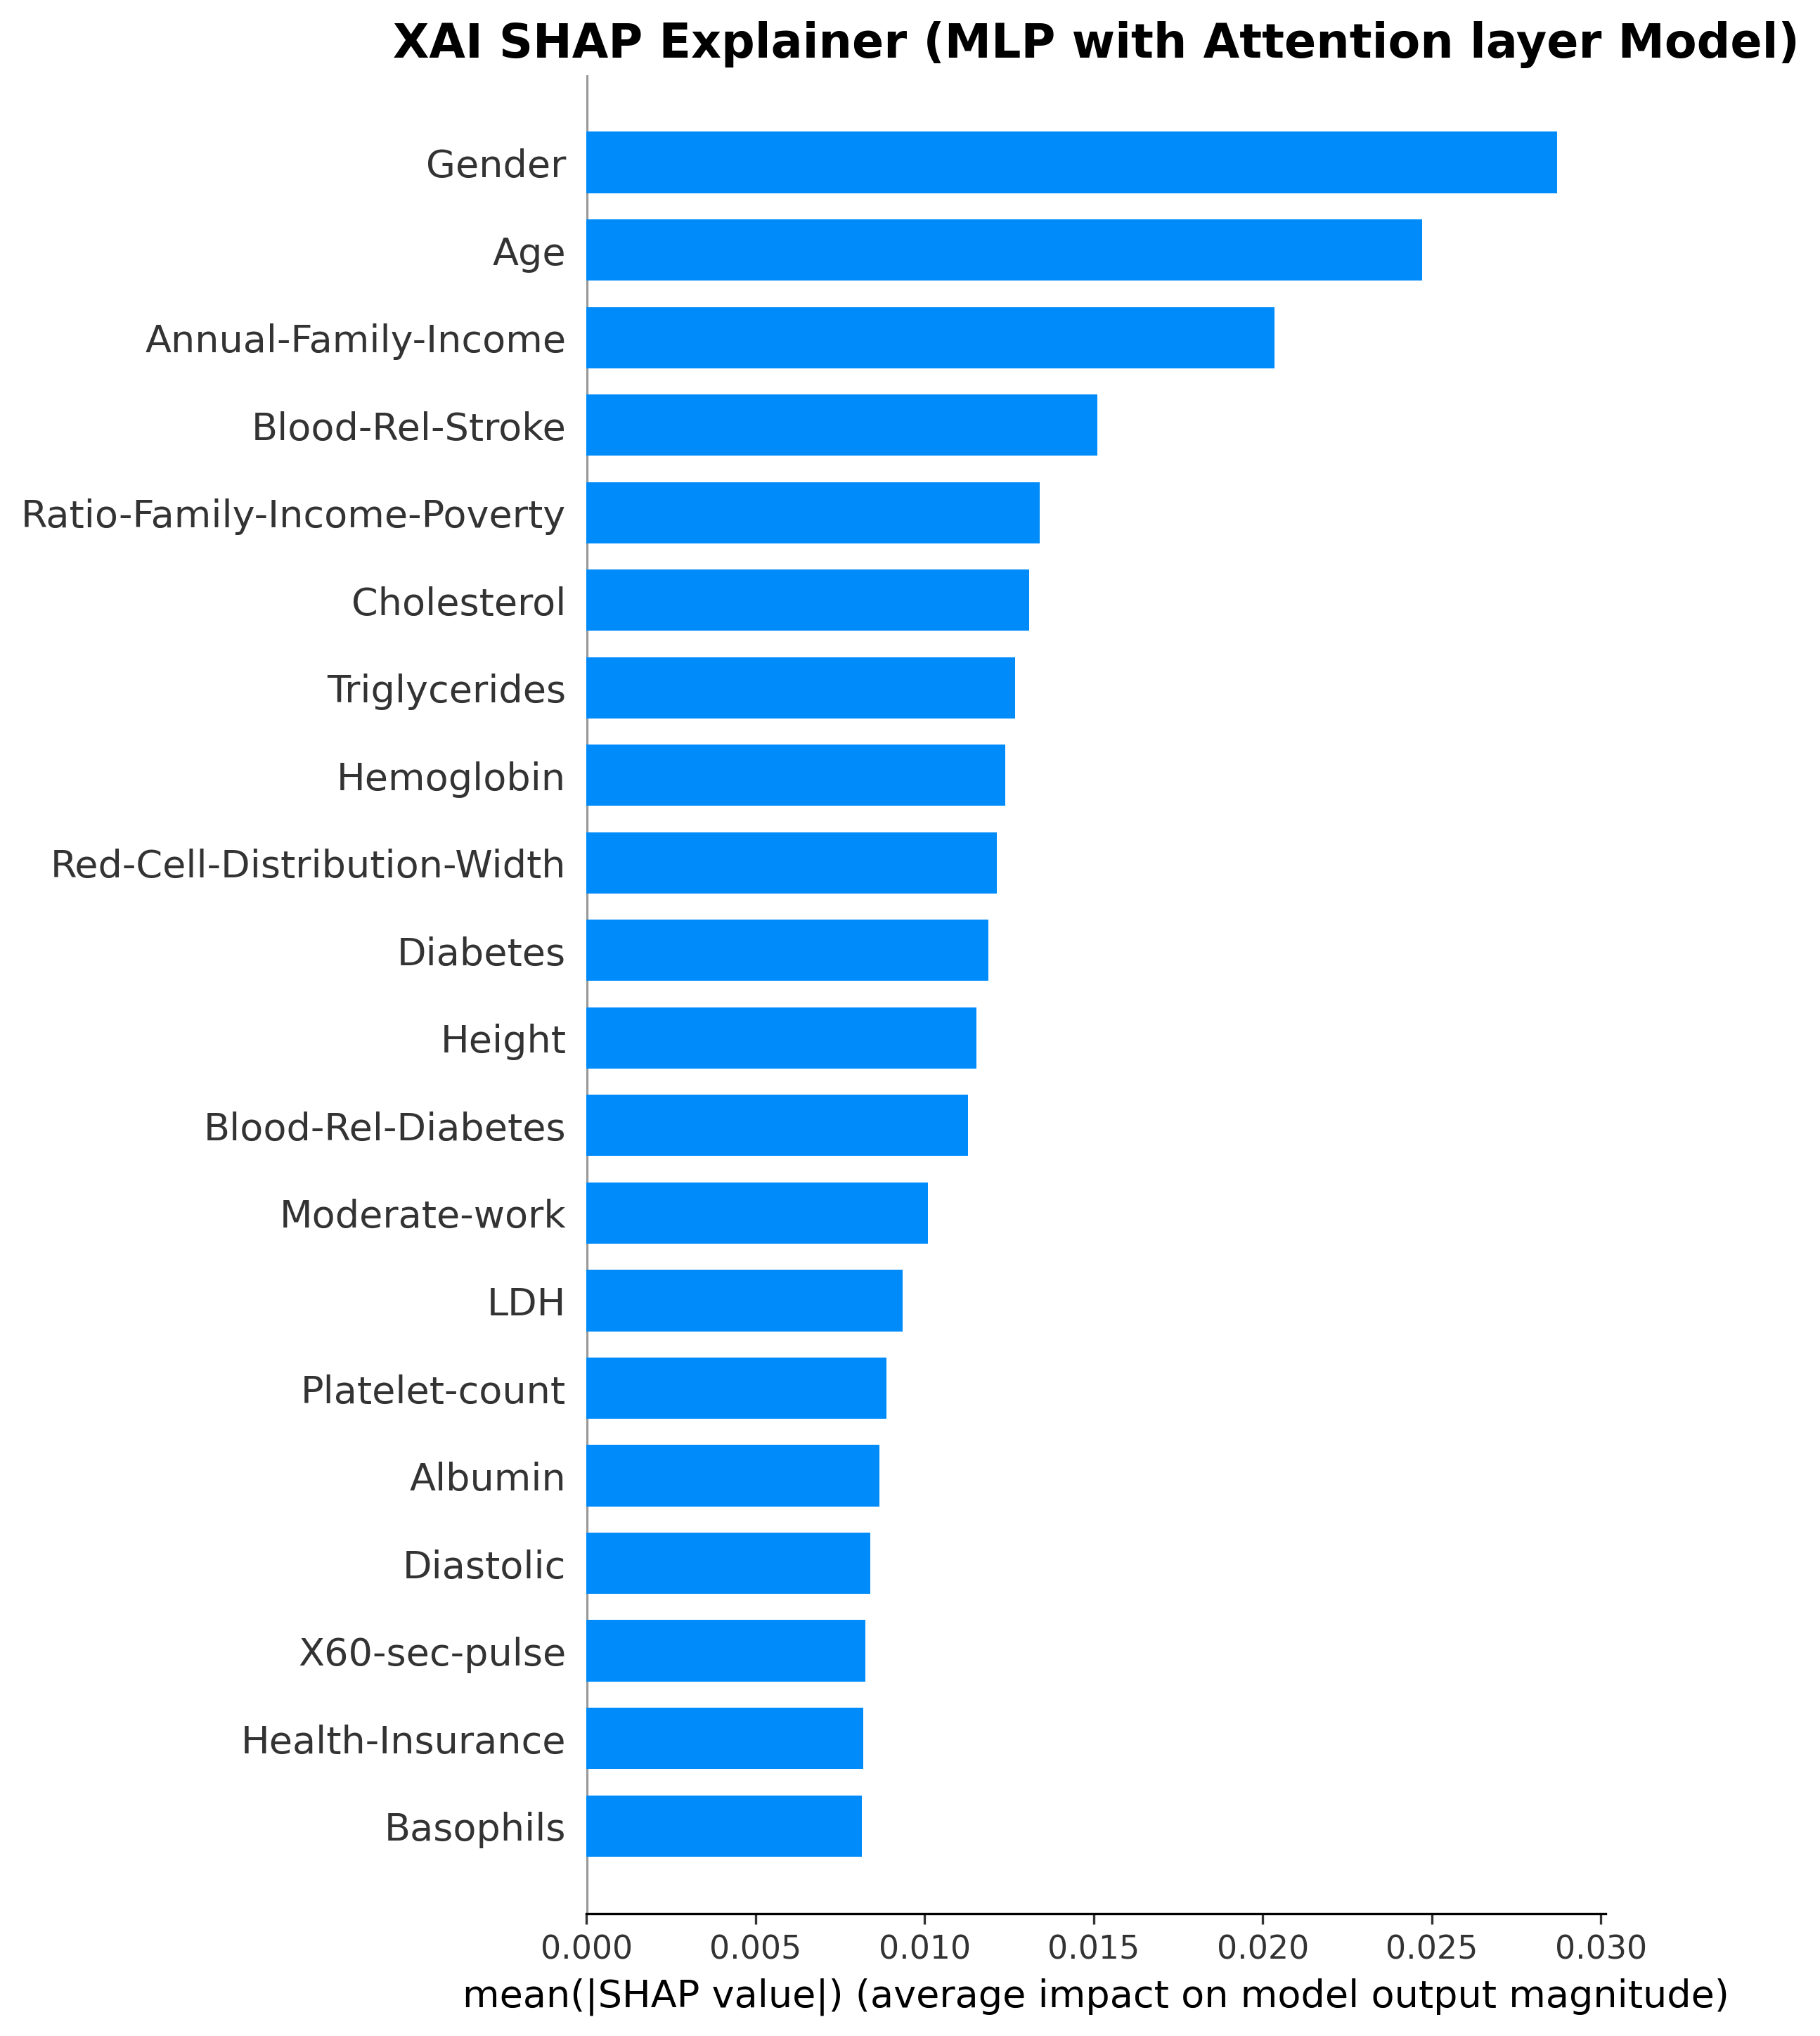 XAI SHAP Explainer (MLP with Attention layer Model)
Gender
Age
Annual-Family-Income
Blood-Rel-Stroke
Ratio-Family-Income-Poverty
Cholesterol
Triglycerides
Hemoglobin
Red-Cell-Distribution-Width
Diabetes
Height
Blood-Rel-Diabetes
Moderate-work
LDH
Platelet-count
Albumin
Diastolic
X60-sec-pulse
Health-Insurance
Basophils
0.000 0.005 0.010 0.015 0.020 0.025 0.030
mean(|SHAP value|) (average impact on model output magnitude)